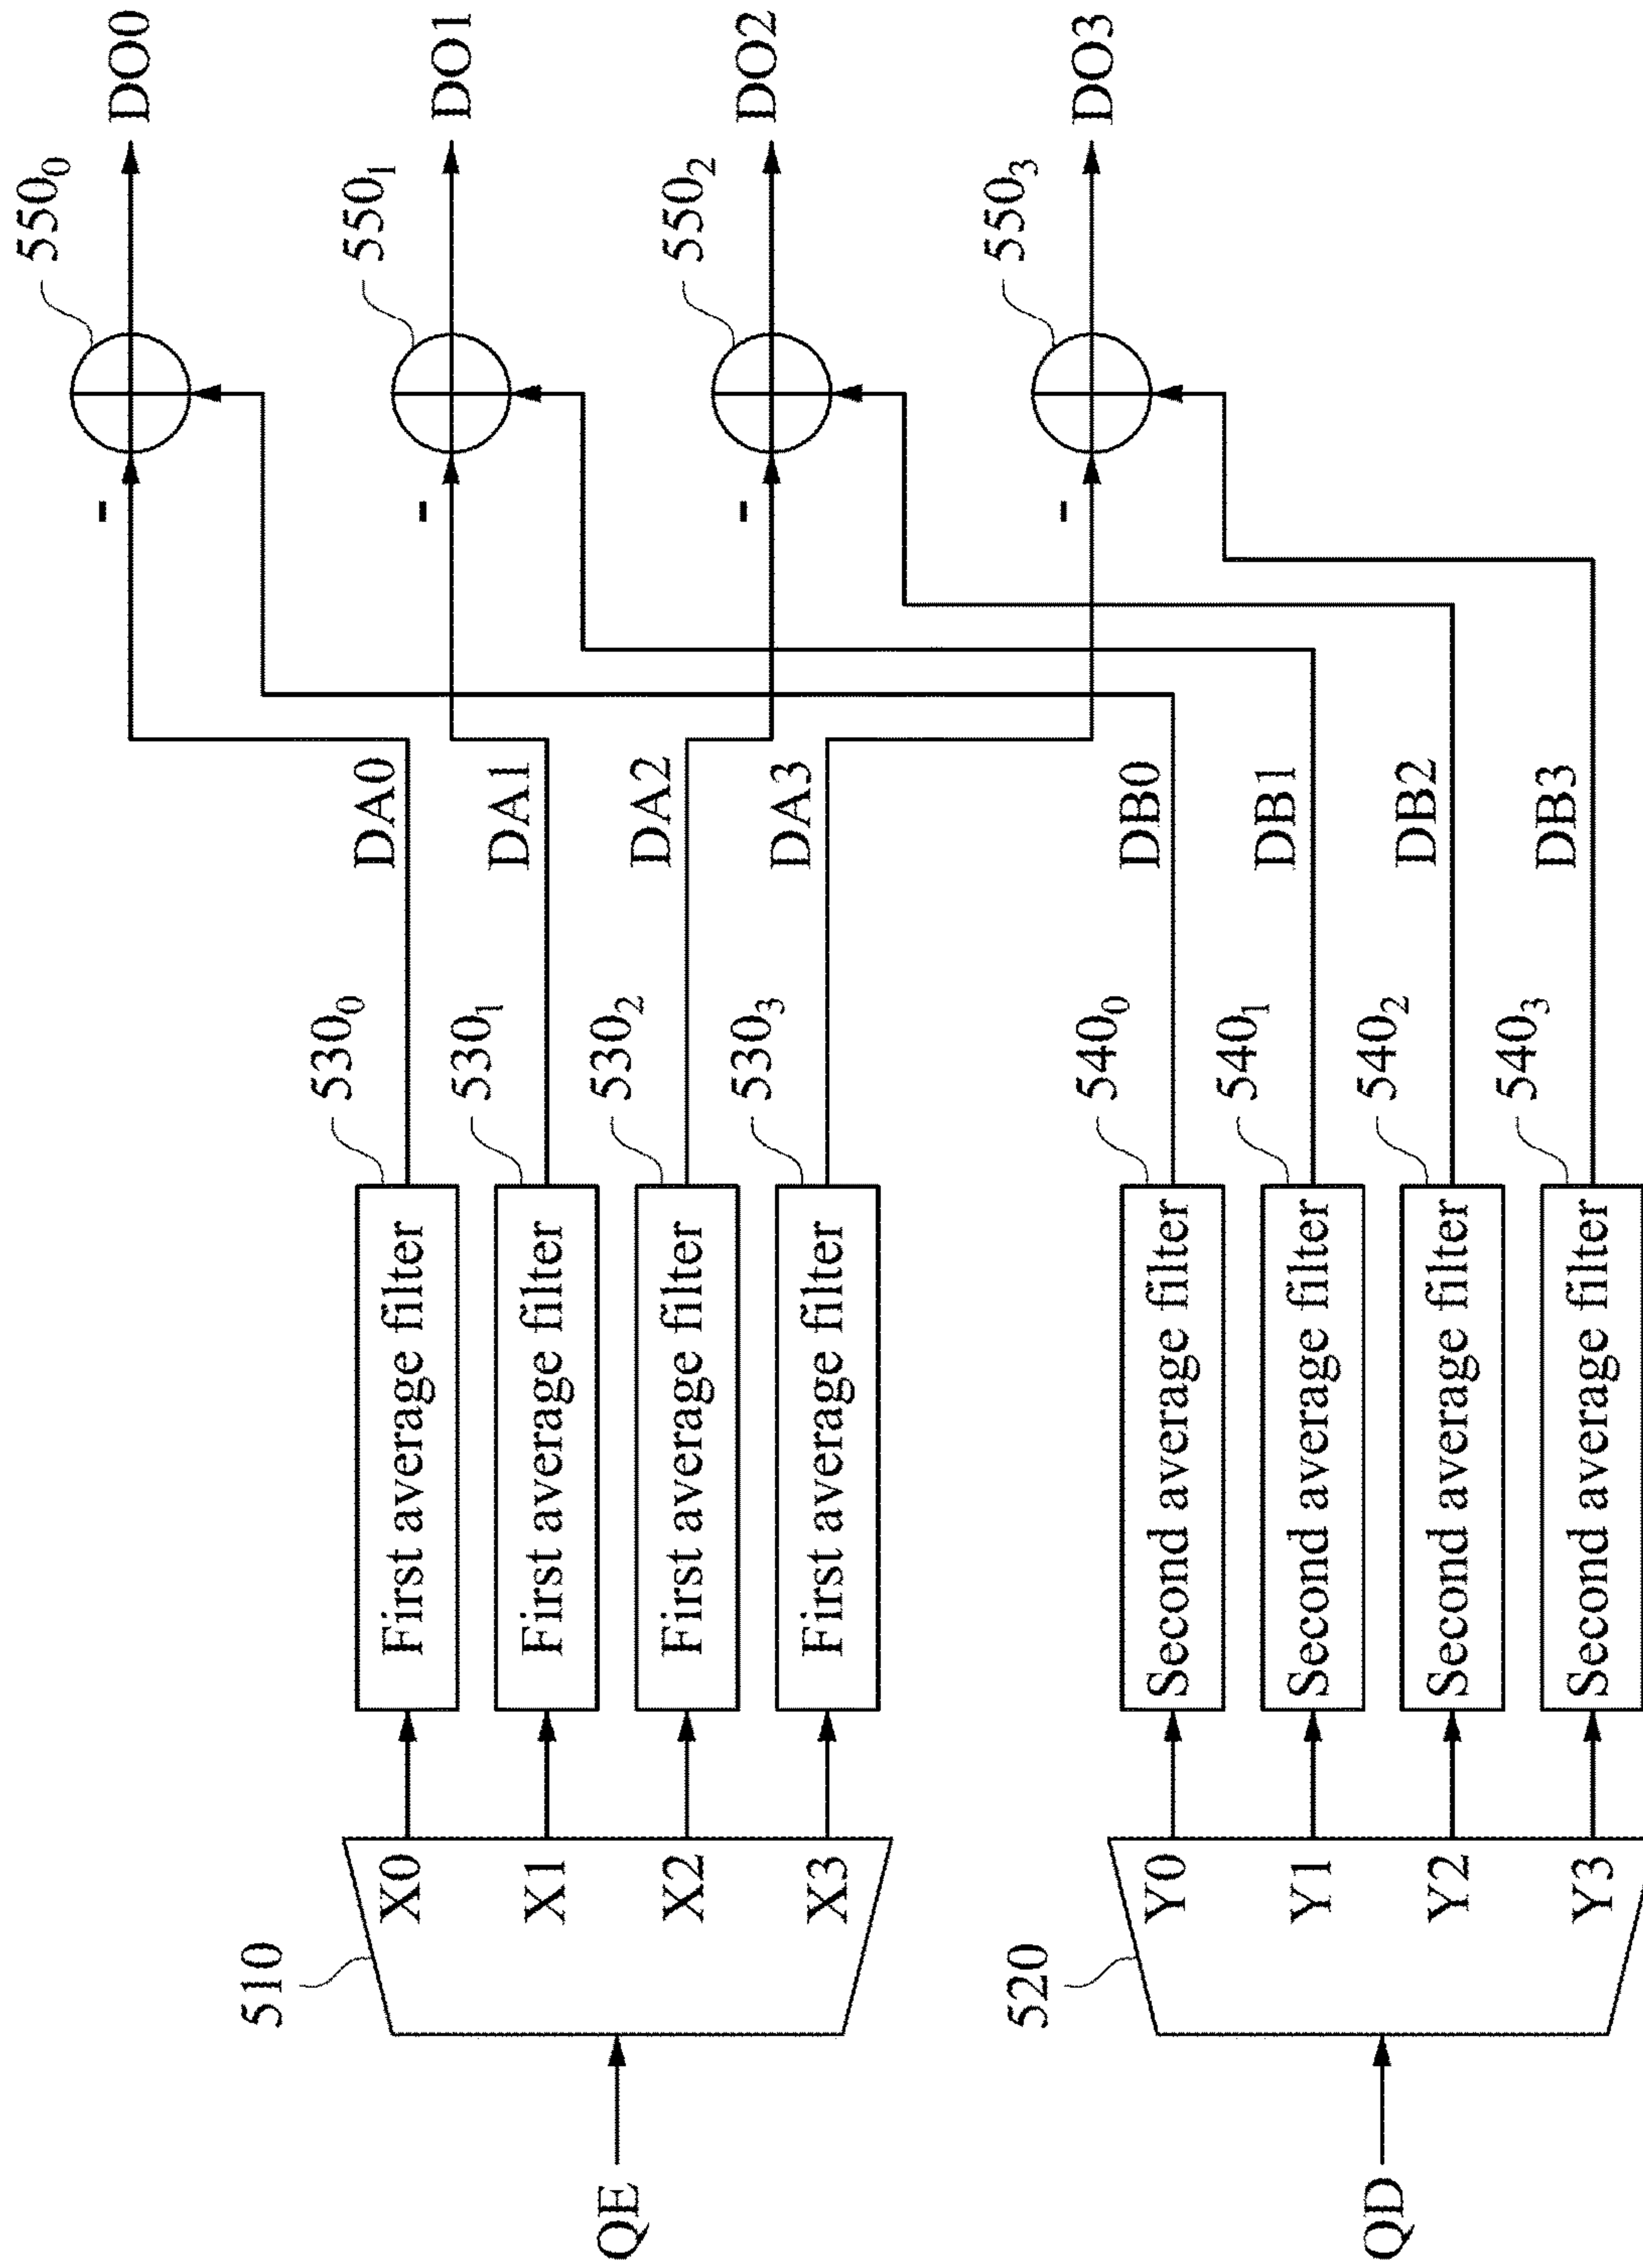 QE
510
X0
X1
X2
X3
First average filter
First average filter
First average filter
First average filter
530₀
530₁
530₂
530₃
DA0
DA1
DA2
DA3
QD
520
Y0
Y1
Y2
Y3
Second average filter
Second average filter
Second average filter
Second average filter
540₀
540₁
540₂
540₃
DB0
DB1
DB2
DB3
-
-
-
-
550₀
550₁
550₂
550₃
DO0
DO1
DO2
DO3